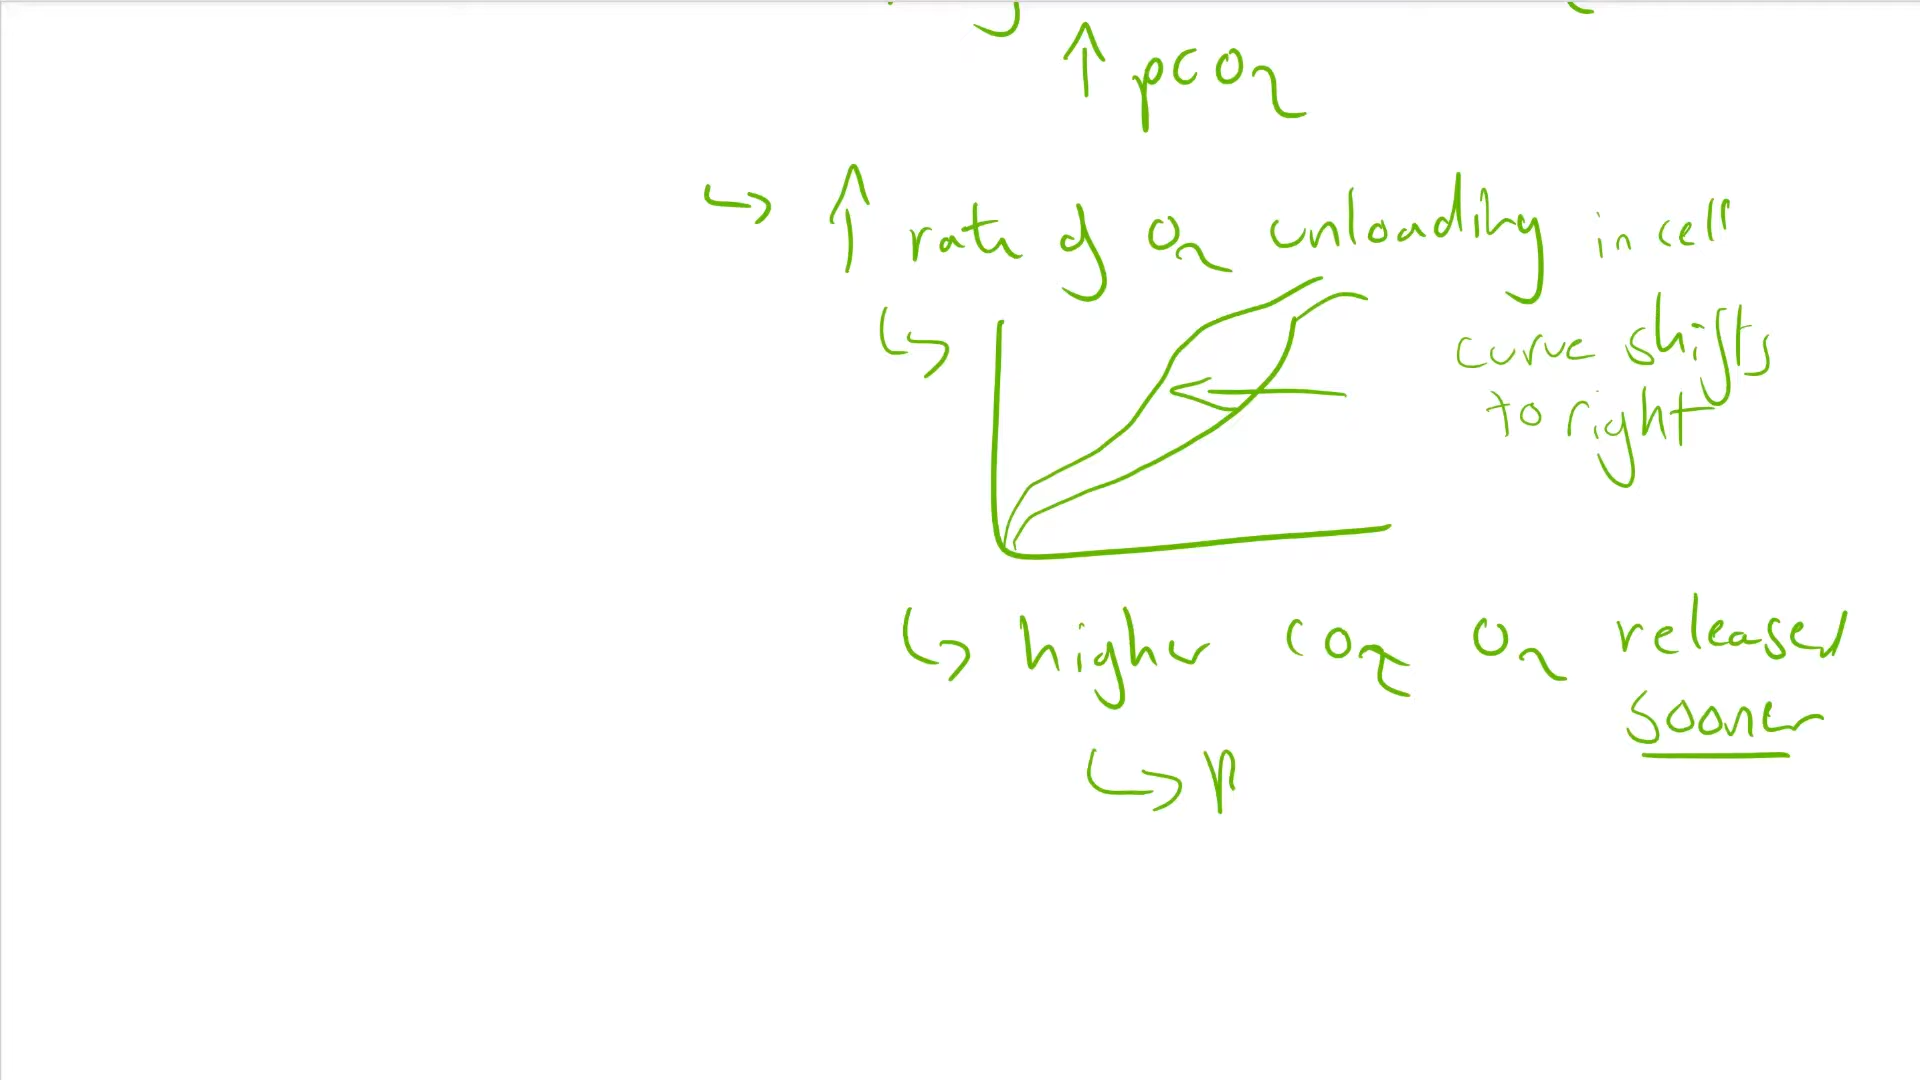 ↑ pCO2
↳ ↑ rate of O2 unloading in cell
↳ curve shifts
to right
↳ higher CO2 O2 released
sooner
↳ p